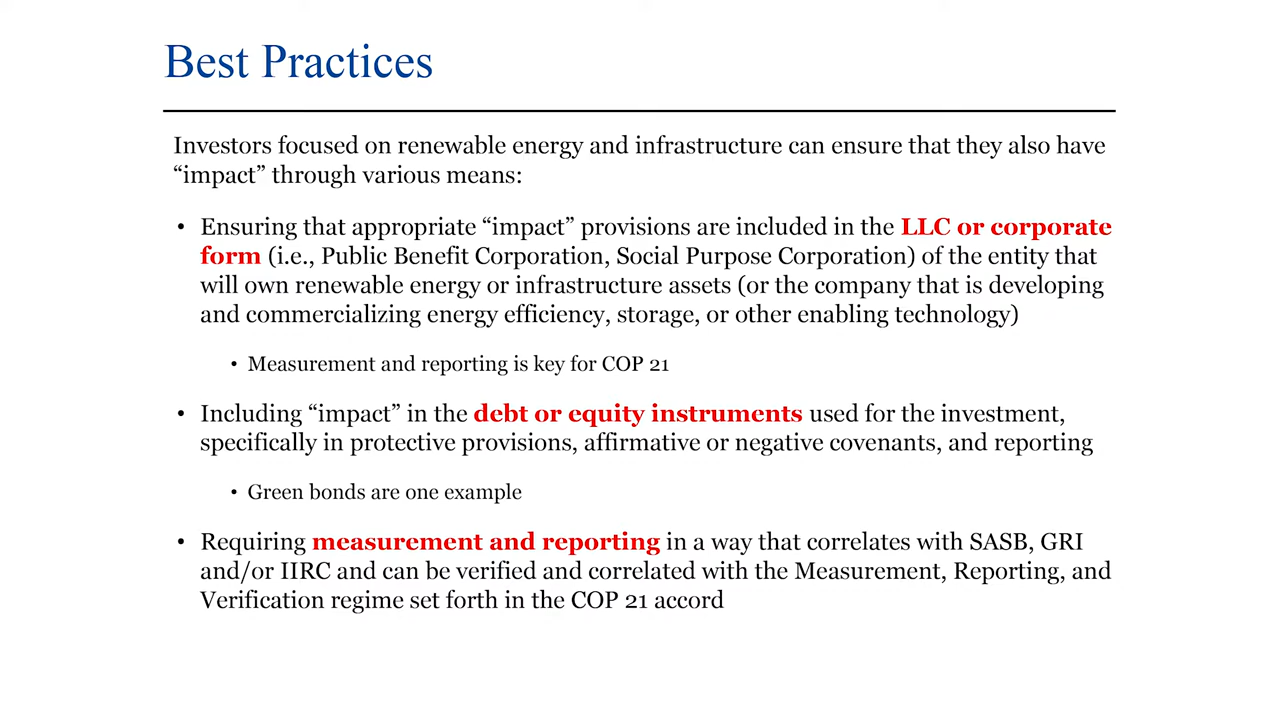 Best Practices
Investors focused on renewable energy and infrastructure can ensure that they also have
“impact” through various means:
• Ensuring that appropriate “impact” provisions are included in the LLC or corporate
form (i.e., Public Benefit Corporation, Social Purpose Corporation) of the entity that
will own renewable energy or infrastructure assets (or the company that is developing
and commercializing energy efficiency, storage, or other enabling technology)
• Measurement and reporting is key for COP 21
• Including “impact” in the debt or equity instruments used for the investment,
specifically in protective provisions, affirmative or negative covenants, and reporting
• Green bonds are one example
• Requiring measurement and reporting in a way that correlates with SASB, GRI
and/or IIRC and can be verified and correlated with the Measurement, Reporting, and
Verification regime set forth in the COP 21 accord